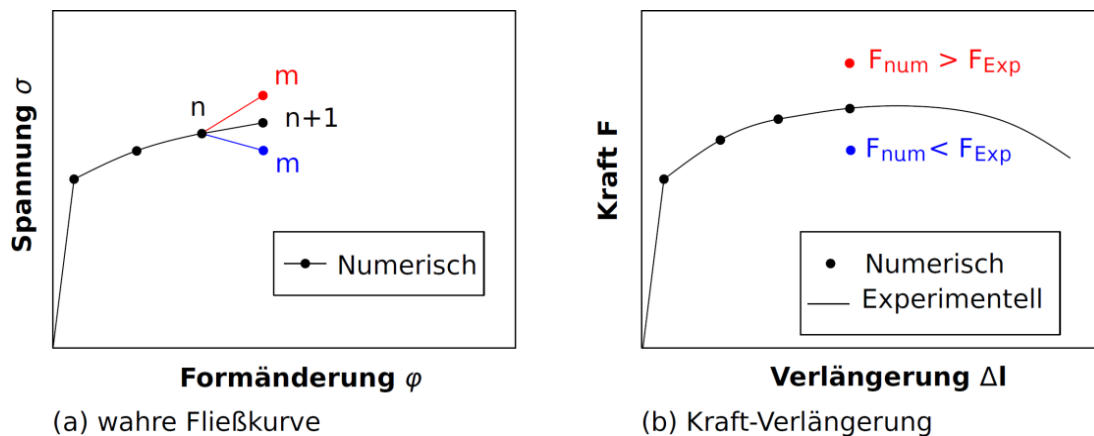 Spannung σ
m
n
n+1
m
Numerisch
Formänderung φ
(a) wahre Fließkurve
Kraft F
F_num > F_Exp
F_num < F_Exp
Numerisch
Experimentell
Verlängerung Δl
(b) Kraft-Verlängerung